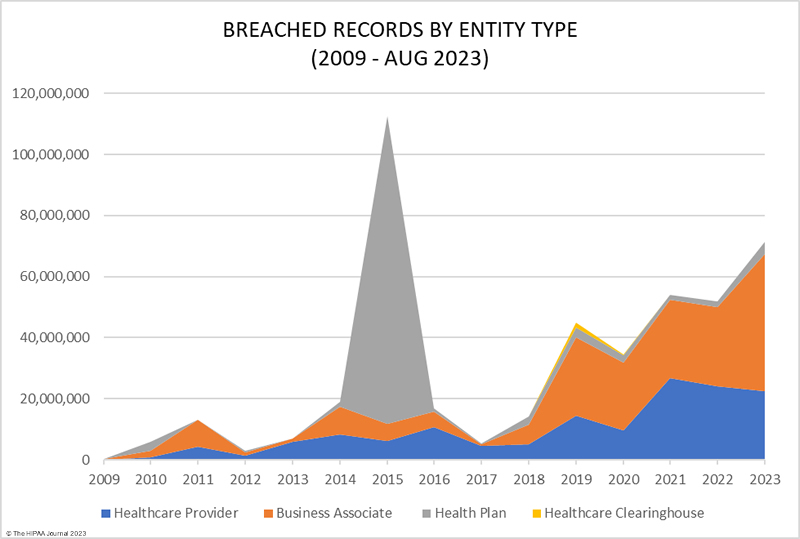 BREACHED RECORDS BY ENTITY TYPE
(2009 - AUG 2023)
120,000,000
100,000,000
80,000,000
60,000,000
40,000,000
20,000,000
0
2009 2010 2011 2012 2013 2014 2015 2016 2017 2018 2019 2020 2021 2022 2023
Healthcare Provider Business Associate Health Plan Healthcare Clearinghouse
© The HIPAA Journal 2023